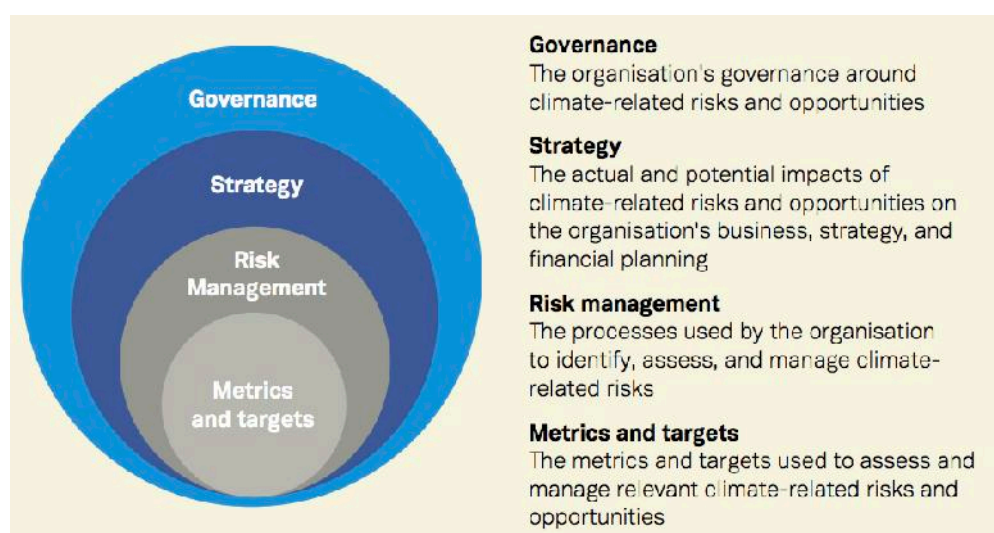 Governance
Strategy
Risk
Management
Metrics
and targets
Governance
The organisation's governance around
climate-related risks and opportunities
Strategy
The actual and potential impacts of
climate-related risks and opportunities on
the organisation's business, strategy, and
financial planning
Risk management
The processes used by the organisation
to identify, assess, and manage climate-
related risks
Metrics and targets
The metrics and targets used to assess and
manage relevant climate-related risks and
opportunities